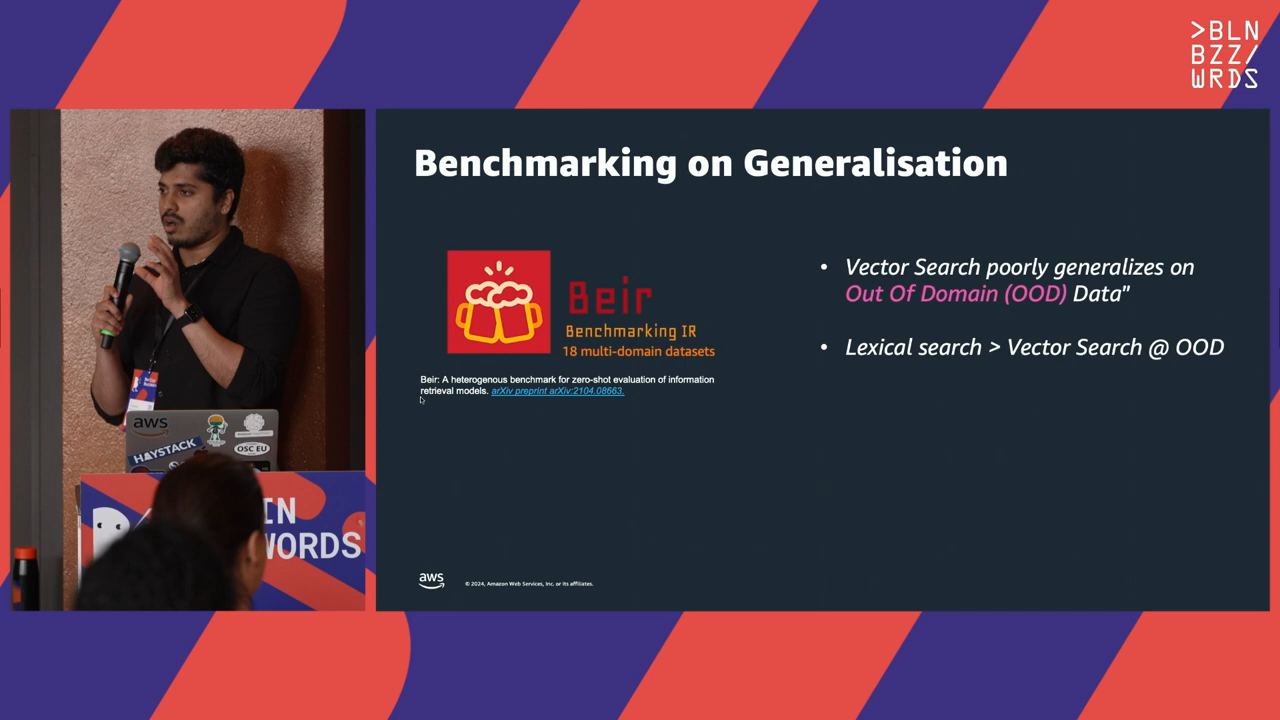 >BLN
BZZ/
WRDS
Benchmarking on Generalisation
Beir
Benchmarking IR
18 multi-domain datasets
Beir: A heterogenous benchmark for zero-shot evaluation of information
retrieval models. arXiv preprint arXiv:2104.08663.
• Vector Search poorly generalizes on
Out Of Domain (OOD) Data"
• Lexical search > Vector Search @ OOD
aws
© 2024, Amazon Web Services, Inc. or its affiliates.
aws
HAYSTACK
OSC EU
IN
WORDS